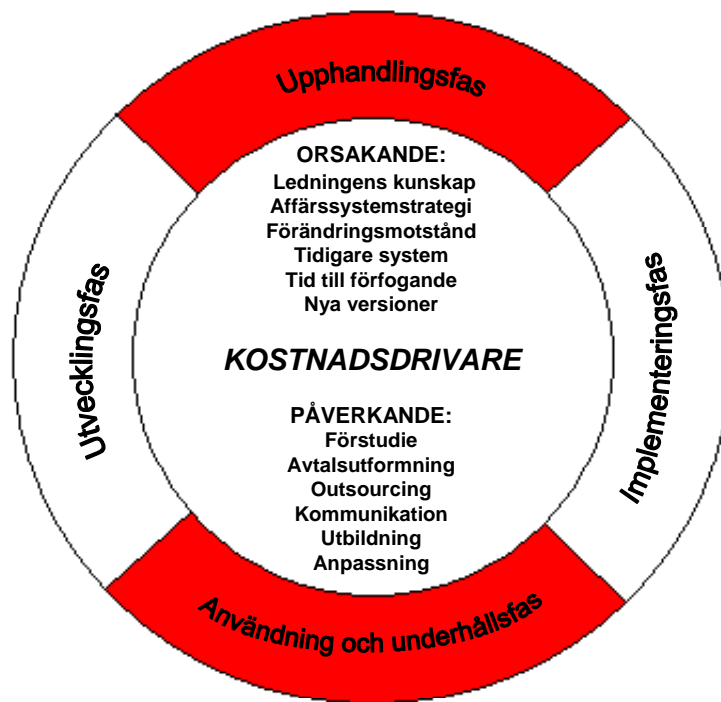 Upphandlingsfas
ORSAKANDE:
Ledningens kunskap
Affärssystemstrategi
Förändringsmotstånd
Tidigare system
Tid till förfogande
Nya versioner
KOSTNADSDRIVARE
PÅVERKANDE:
Förstudie
Avtalsutformning
Outsourcing
Kommunikation
Utbildning
Anpassning
Utvecklingsfas
Implementeringsfas
Användning och underhållsfas